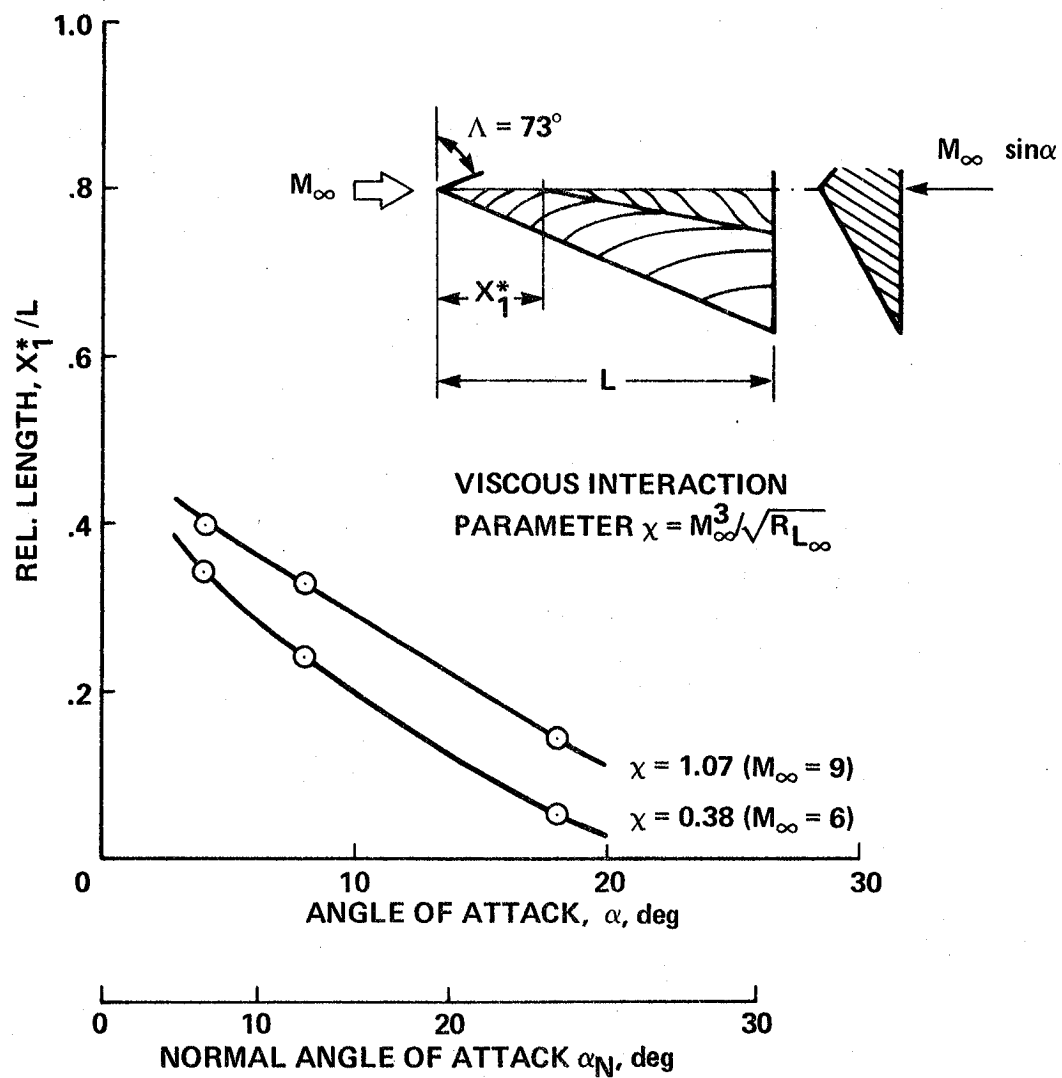 1.0
.8
.6
.4
.2
0
REL. LENGTH, X₁*/L
Λ = 73°
M∞
M∞ sinα
X₁*
L
VISCOUS INTERACTION
PARAMETER χ = M∞³/√R_L∞
χ = 1.07 (M∞ = 9)
χ = 0.38 (M∞ = 6)
10
20
30
ANGLE OF ATTACK, α, deg
0
10
20
30
NORMAL ANGLE OF ATTACK α_N, deg